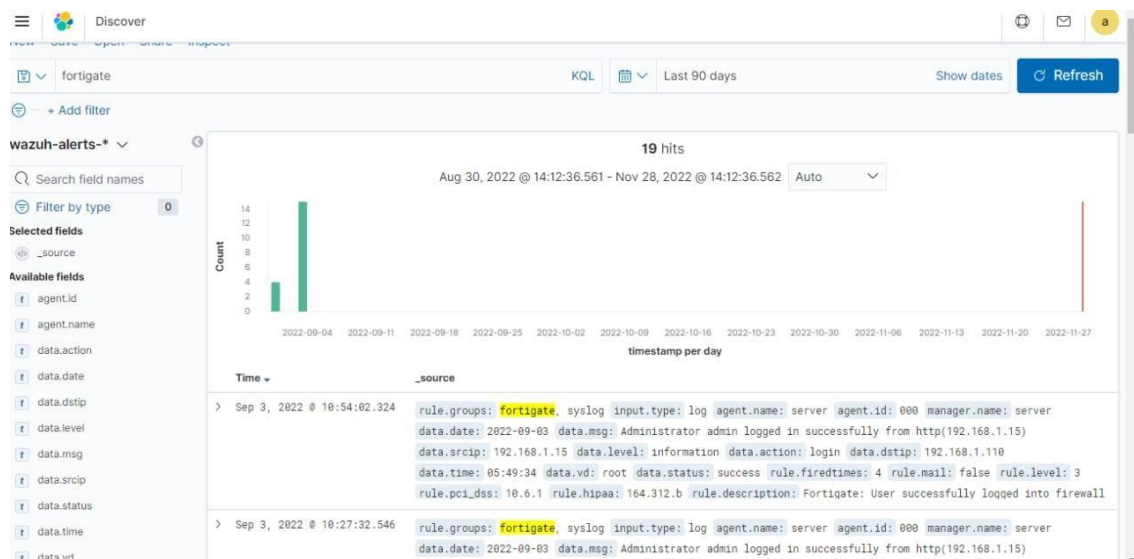 Discover
a
New Save Open Share Inspect
fortigate KQL Last 90 days Show dates Refresh
+ Add filter
wazuh-alerts-*
19 hits
Search field names
Aug 30, 2022 @ 14:12:36.561 - Nov 28, 2022 @ 14:12:36.562 Auto
Filter by type 0
Selected fields
_source
Available fields
t agent.id
t agent.name
t data.action
t data.date
t data.dstip
t data.level
t data.msg
t data.srcip
t data.status
t data.time
t data.vd
Count
14
12
10
8
6
4
2
0
2022-09-04 2022-09-11 2022-09-18 2022-09-25 2022-10-02 2022-10-09 2022-10-16 2022-10-23 2022-10-30 2022-11-06 2022-11-13 2022-11-20 2022-11-27
timestamp per day
Time _source
Sep 3, 2022 @ 10:54:02.324 rule.groups: fortigate, syslog input.type: log agent.name: server agent.id: 000 manager.name: server
data.date: 2022-09-03 data.msg: Administrator admin logged in successfully from http(192.168.1.15)
data.srcip: 192.168.1.15 data.level: information data.action: login data.dstip: 192.168.1.110
data.time: 05:49:34 data.vd: root data.status: success rule.firedtimes: 4 rule.mail: false rule.level: 3
rule.pci_dss: 10.6.1 rule.hipaa: 164.312.b rule.description: Fortigate: User successfully logged into firewall
Sep 3, 2022 @ 10:27:32.546 rule.groups: fortigate, syslog input.type: log agent.name: server agent.id: 000 manager.name: server
data.date: 2022-09-03 data.msg: Administrator admin logged in successfully from http(192.168.1.15)